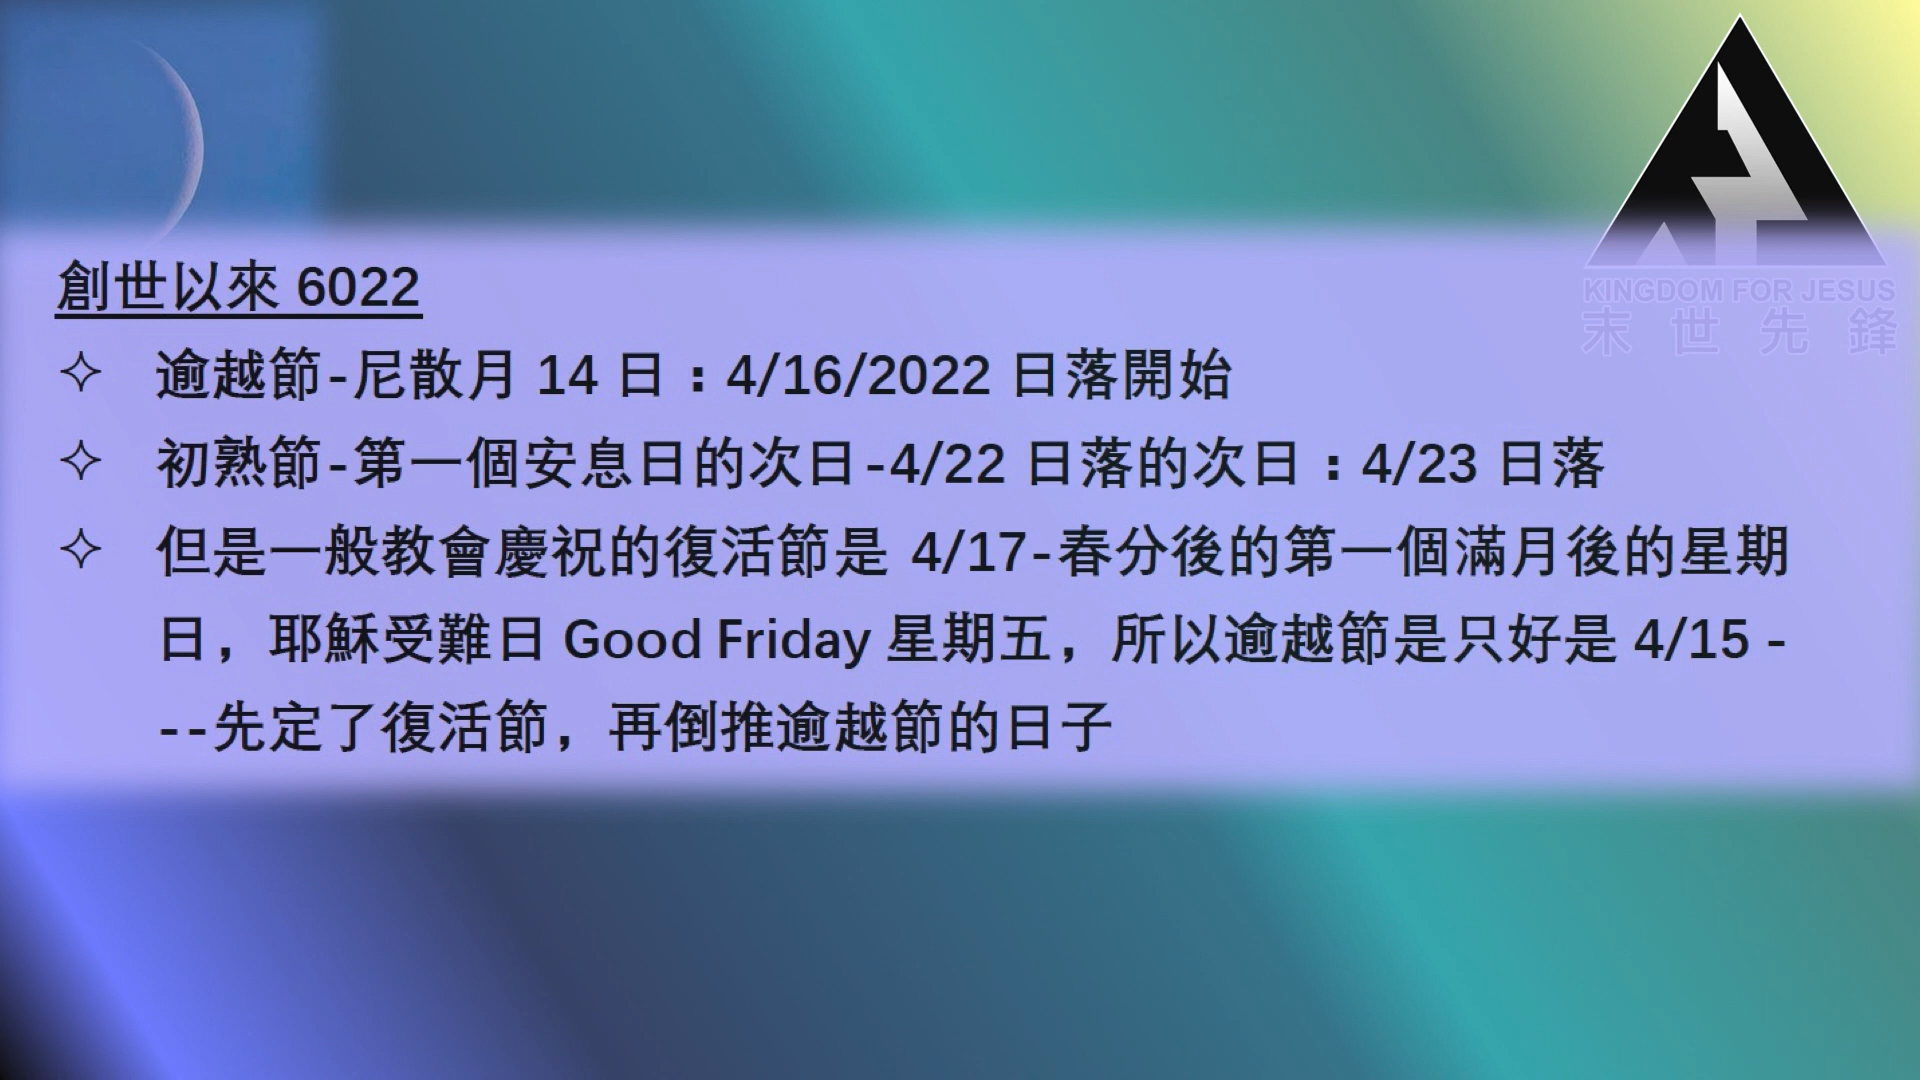 KINGDOM FOR JESUS
末世先鋒
創世以來 6022
✧ 逾越節-尼散月 14 日：4/16/2022 日落開始
✧ 初熟節-第一個安息日的次日-4/22 日落的次日：4/23 日落
✧ 但是一般教會慶祝的復活節是 4/17-春分後的第一個滿月後的星期
日，耶穌受難日 Good Friday 星期五，所以逾越節是只好是 4/15 -
--先定了復活節，再倒推逾越節的日子